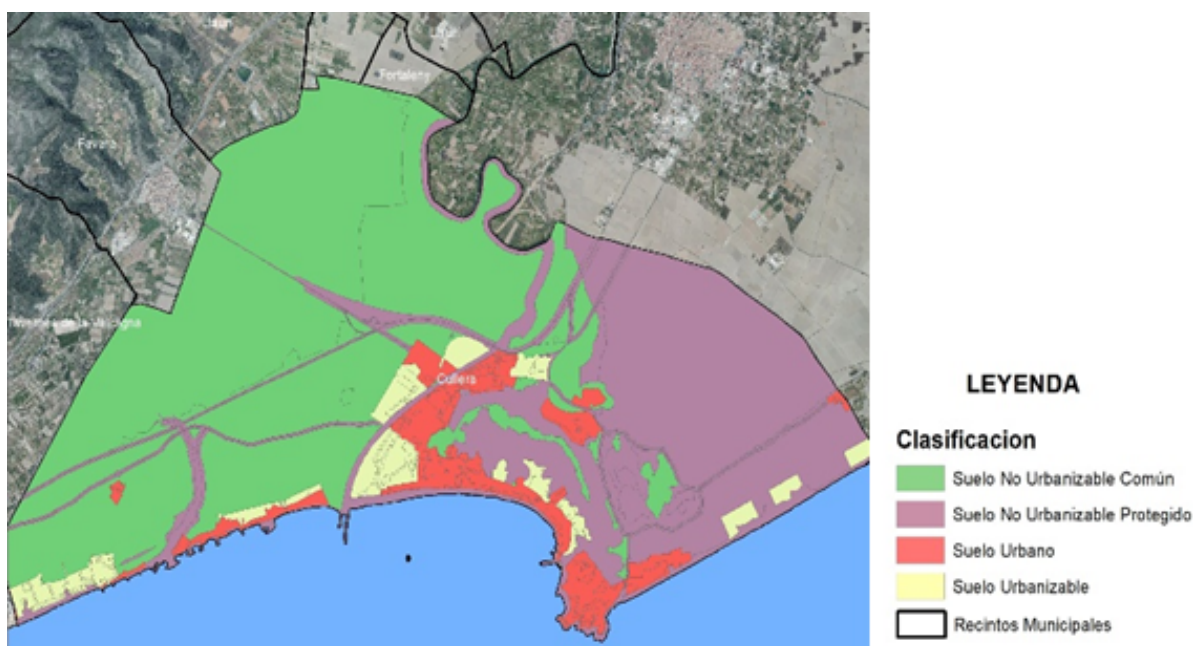 Fortaleny
Favara
Cullera
LEYENDA
Clasificacion
Suelo No Urbanizable Común
Suelo No Urbanizable Protegido
Suelo Urbano
Suelo Urbanizable
Recintos Municipales